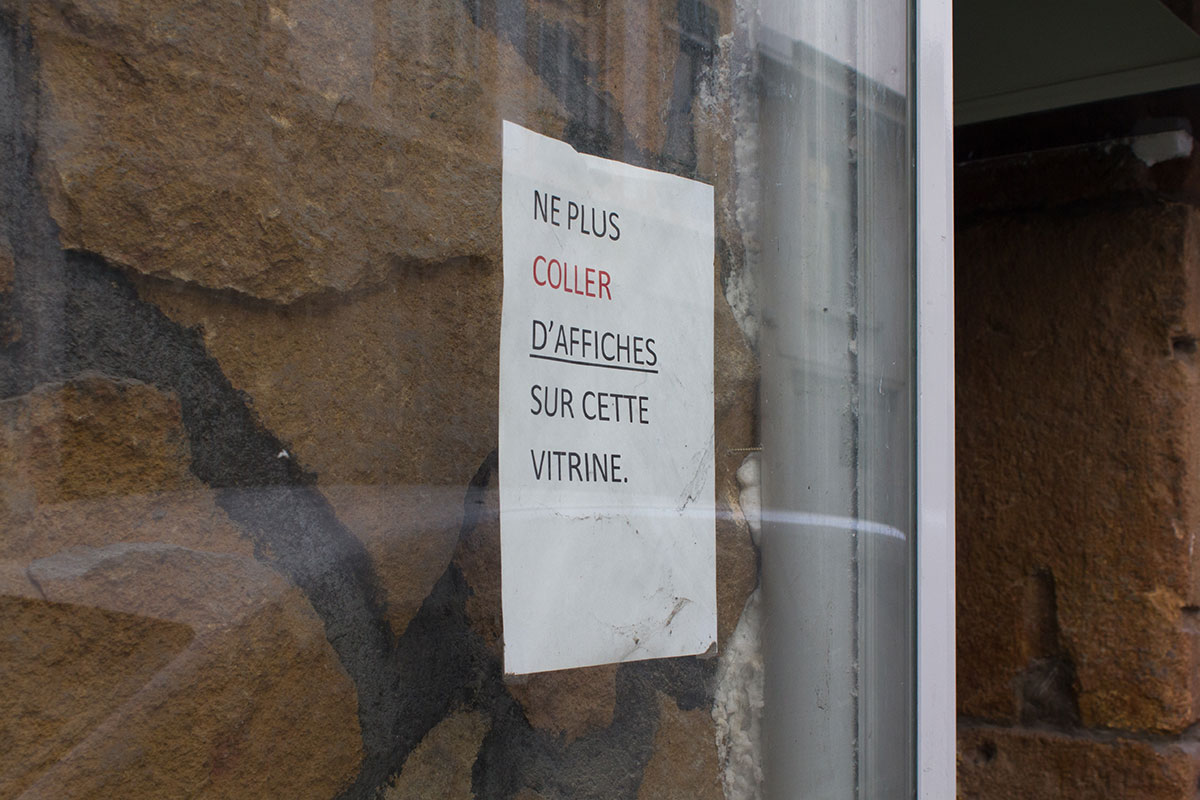 NE PLUS
COLLER
D'AFFICHES
SUR CETTE
VITRINE.